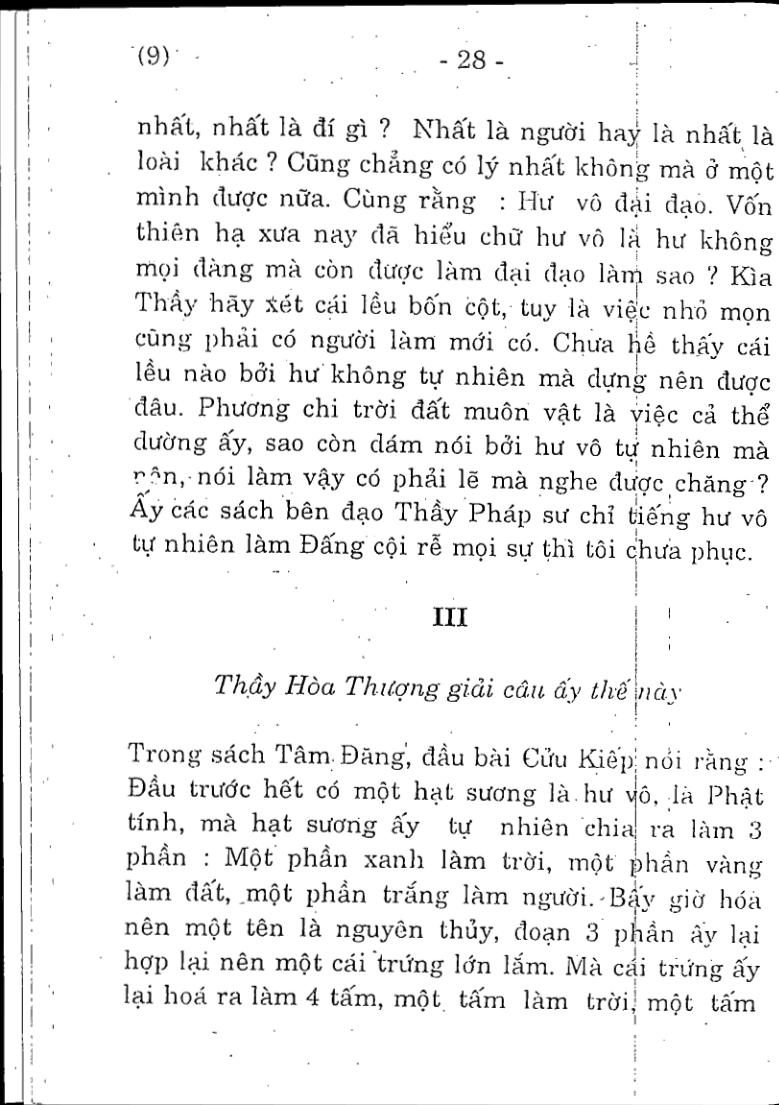 (9) - 28 -
nhất, nhất là đí gì ? Nhất là người hay là nhất là
loài khác ? Cũng chẳng có lý nhất không mà ở một
mình được nữa. Cùng rằng : Hư vô đại đạo. Vốn
thiên hạ xưa nay đã hiểu chữ hư vô là hư không
mọi đàng mà còn được làm đại đạo làm sao ? Kìa
Thầy hãy xét cái lều bốn cột, tuy là việc nhỏ mọn
cũng phải có người làm mới có. Chưa hề thấy cái
lều nào bởi hư không tự nhiên mà dựng nên được
đâu. Phương chi trời đất muôn vật là việc cả thể
dường ấy, sao còn dám nói bởi hư vô tự nhiên mà
nên, nói làm vậy có phải lẽ mà nghe được chăng ?
Ấy các sách bên đạo Thầy Pháp sư chỉ tiếng hư vô
tự nhiên làm Đấng cội rễ mọi sự thì tôi chưa phục.
III
Thầy Hòa Thượng giải câu ấy thế này
Trong sách Tâm Đăng, đầu bài Cửu Kiếp nói rằng :
Đầu trước hết có một hạt sương là hư vô, là Phật
tính, mà hạt sương ấy tự nhiên chia ra làm 3
phần : Một phần xanh làm trời, một phần vàng
làm đất, một phần trắng làm người. Bấy giờ hóa
nên một tên là nguyên thủy, đoạn 3 phần ấy lại
hợp lại nên một cái trứng lớn lắm. Mà cái trứng ấy
lại hoá ra làm 4 tấm, một tấm làm trời, một tấm